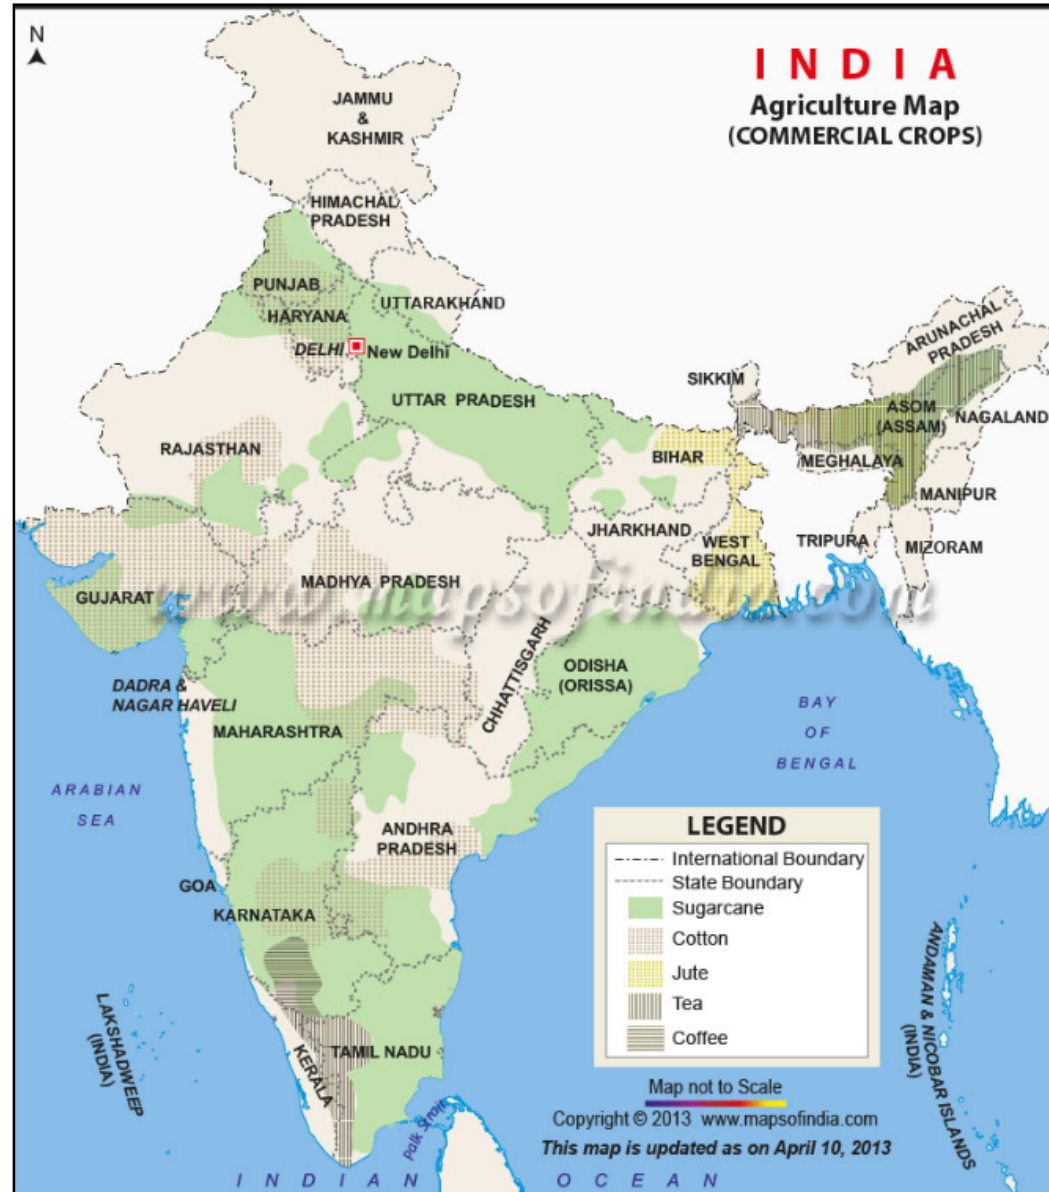 N
INDIA
Agriculture Map
(COMMERCIAL CROPS)
JAMMU
&
KASHMIR
HIMACHAL
PRADESH
PUNJAB
UTTARAKHAND
HARYANA
DELHI
New Delhi
ARUNACHAL
PRADESH
SIKKIM
UTTAR PRADESH
ASOM
(ASSAM)
NAGALAND
RAJASTHAN
BIHAR
MEGHALAYA
MANIPUR
JHARKHAND
WEST
BENGAL
TRIPURA
MIZORAM
MADHYA PRADESH
www.mapsofindia.com
GUJARAT
CHHATTISGARH
ODISHA
(ORISSA)
DADRA &
NAGAR HAVELI
MAHARASHTRA
BAY
OF
BENGAL
ARABIAN
SEA
ANDHRA
PRADESH
GOA
KARNATAKA
LAKSHADWEEP
(INDIA)
KERALA
TAMIL NADU
Palk Strait
ANDAMAN & NICOBAR ISLANDS
(INDIA)
LEGEND
International Boundary
State Boundary
Sugarcane
Cotton
Jute
Tea
Coffee
Map not to Scale
Copyright © 2013 www.mapsofindia.com
This map is updated as on April 10, 2013
INDIAN OCEAN